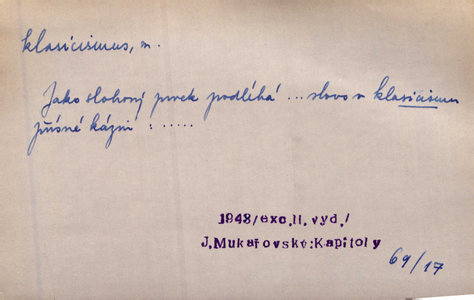 klasicismus, m.
Jako slohový prvek podléhá ... slovo v klasicismu
přísné kázni : .....
1948/exc,II,vyd,/
J,Mukařovské:Kapitoly
69/17